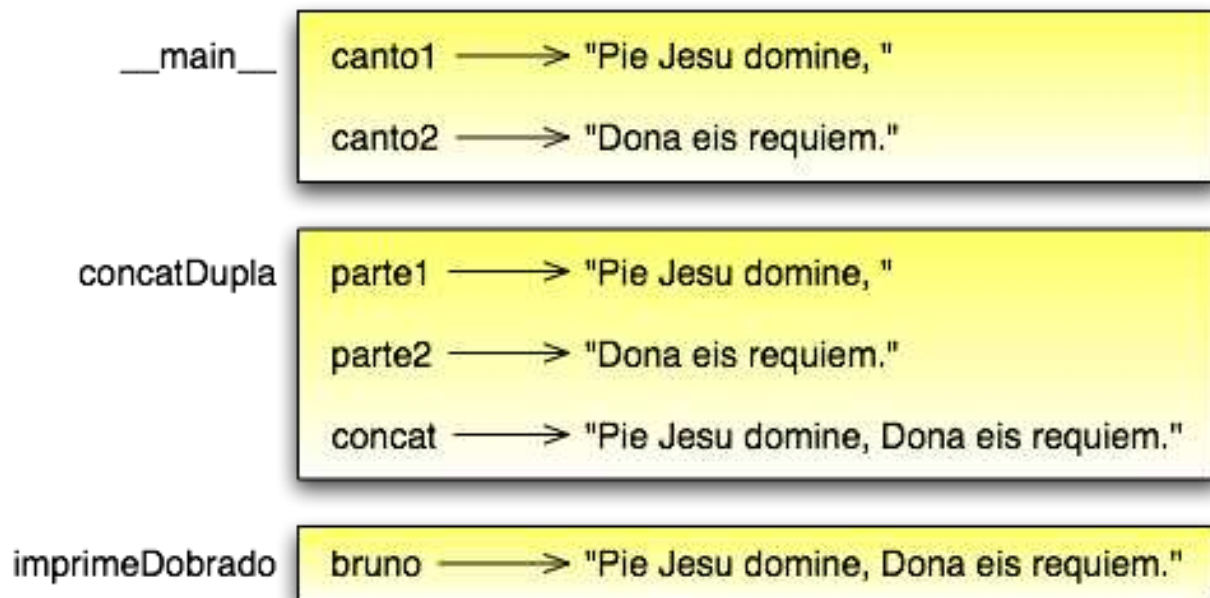 __main__ canto1 "Pie Jesu domine, "
canto2 "Dona eis requiem."
concatDupla parte1 "Pie Jesu domine, "
parte2 "Dona eis requiem."
concat "Pie Jesu domine, Dona eis requiem."
imprimeDobrado bruno "Pie Jesu domine, Dona eis requiem."